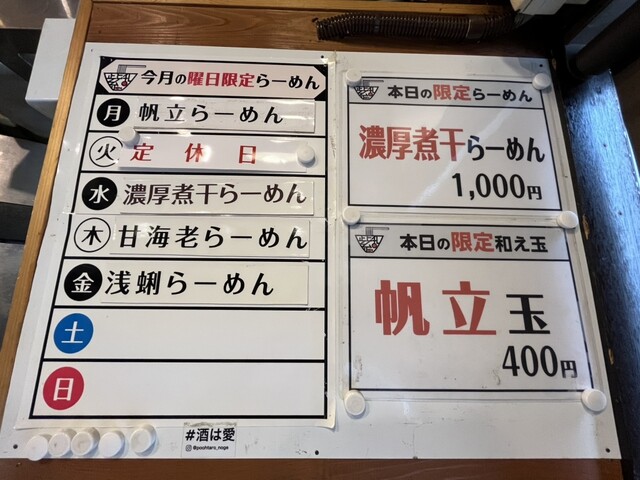 今月の曜日限定らーめん
月 帆立らーめん
火 定休日
水 濃厚煮干らーめん
木 甘海老らーめん
金 浅蜊らーめん
土
日
#酒は愛
本日の限定らーめん
濃厚煮干らーめん
1,000円
本日の限定和え玉
帆立玉
400円